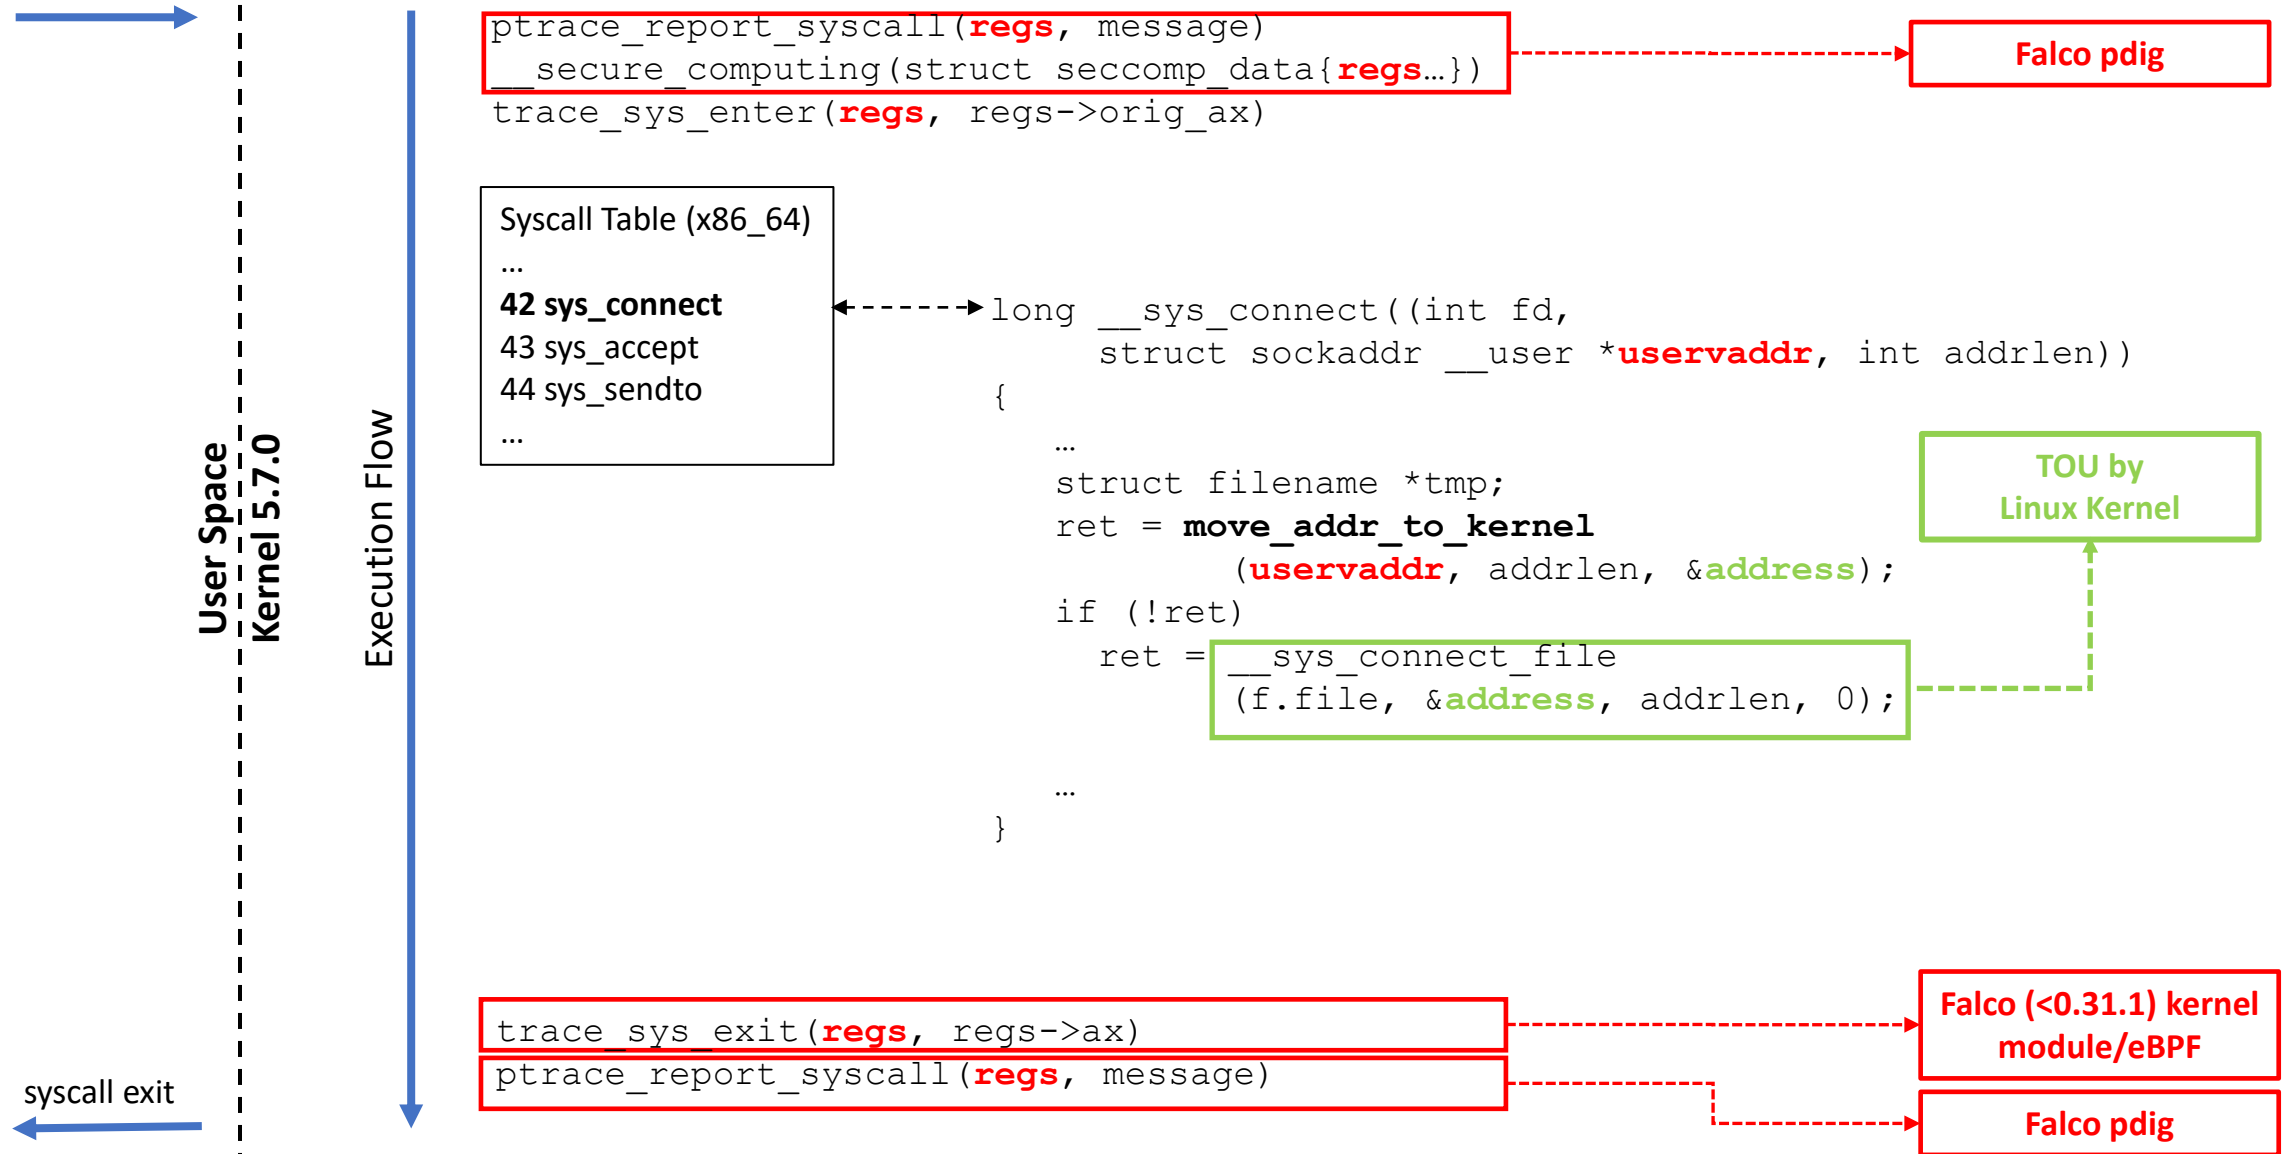 ptrace_report_syscall(regs, message)
__secure_computing(struct seccomp_data{regs…})
trace_sys_enter(regs, regs->orig_ax)
Falco pdig
Syscall Table (x86_64)
…
42 sys_connect
43 sys_accept
44 sys_sendto
…
long __sys_connect((int fd,
struct sockaddr __user *uservaddr, int addrlen))
{
…
struct filename *tmp;
ret = move_addr_to_kernel
(uservaddr, addrlen, &address);
if (!ret)
ret = __sys_connect_file
(f.file, &address, addrlen, 0);
…
}
TOU by
Linux Kernel
User Space
Kernel 5.7.0
Execution Flow
trace_sys_exit(regs, regs->ax)
ptrace_report_syscall(regs, message)
Falco (<0.31.1) kernel
module/eBPF
Falco pdig
syscall exit